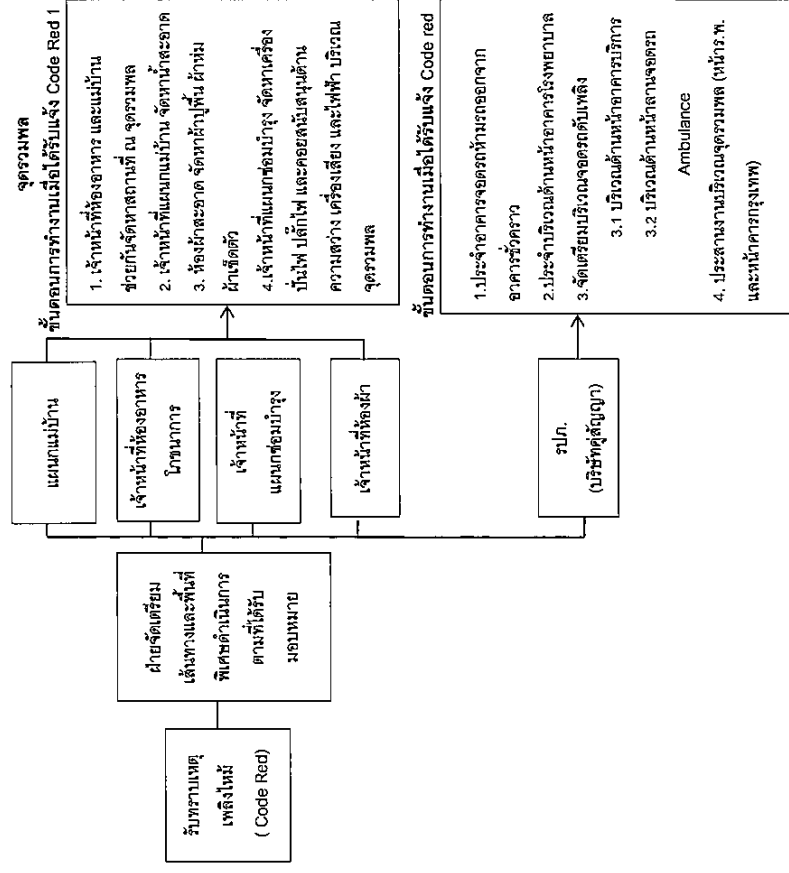 รับทราบเหตุ
เพลิงไหม้
( Code Red)
ฝ่ายจัดเตรียม
เส้นทางและพื้นที่
พิเศษดำเนินการ
ตามที่ได้รับ
มอบหมาย
แผนกแม่บ้าน
เจ้าหน้าที่ห้องอาหาร
โภชนาการ
เจ้าหน้าที่
แผนกซ่อมบำรุง
เจ้าหน้าที่ห้องผ้า
รปภ.
(บริษัทคู่สัญญา)
จุดรวมพล
ขั้นตอนการทำงานเมื่อได้รับแจ้ง Code Red 1
1. เจ้าหน้าที่ห้องอาหาร และแม่บ้าน
ช่วยกันจัดหาสถานที่ ณ จุดรวมพล
2. เจ้าหน้าที่แผนกแม่บ้าน จัดหาน้ำสะอาด
3. ห้องผ้าสะอาด จัดหาผ้าปูพื้น ผ้าห่ม
ผ้าเช็ดตัว
4.เจ้าหน้าที่แผนกซ่อมบำรุง จัดหาเครื่อง
ปั่นไฟ ปลั๊กไฟ และคอยสนับสนุนด้าน
ความสว่าง เครื่องเสียง และไฟฟ้า บริเวณ
จุดรวมพล
ขั้นตอนการทำงานเมื่อได้รับแจ้ง Code red
1.ประจำอาคารจอดรถห้ามรถออกจาก
อาคารชั่วคราว
2.ประจำบริเวณด้านหน้าอาคารโรงพยาบาล
3.จัดเตรียมบริเวณจอดรถดับเพลิง
3.1 บริเวณด้านหน้าอาคารบริการ
3.2 บริเวณด้านหน้าลานจอดรถ
Ambulance
4. ประสานงานบริเวณจุดรวมพล (หน้าร.พ.
และหน้าคารกรุงเทพ)